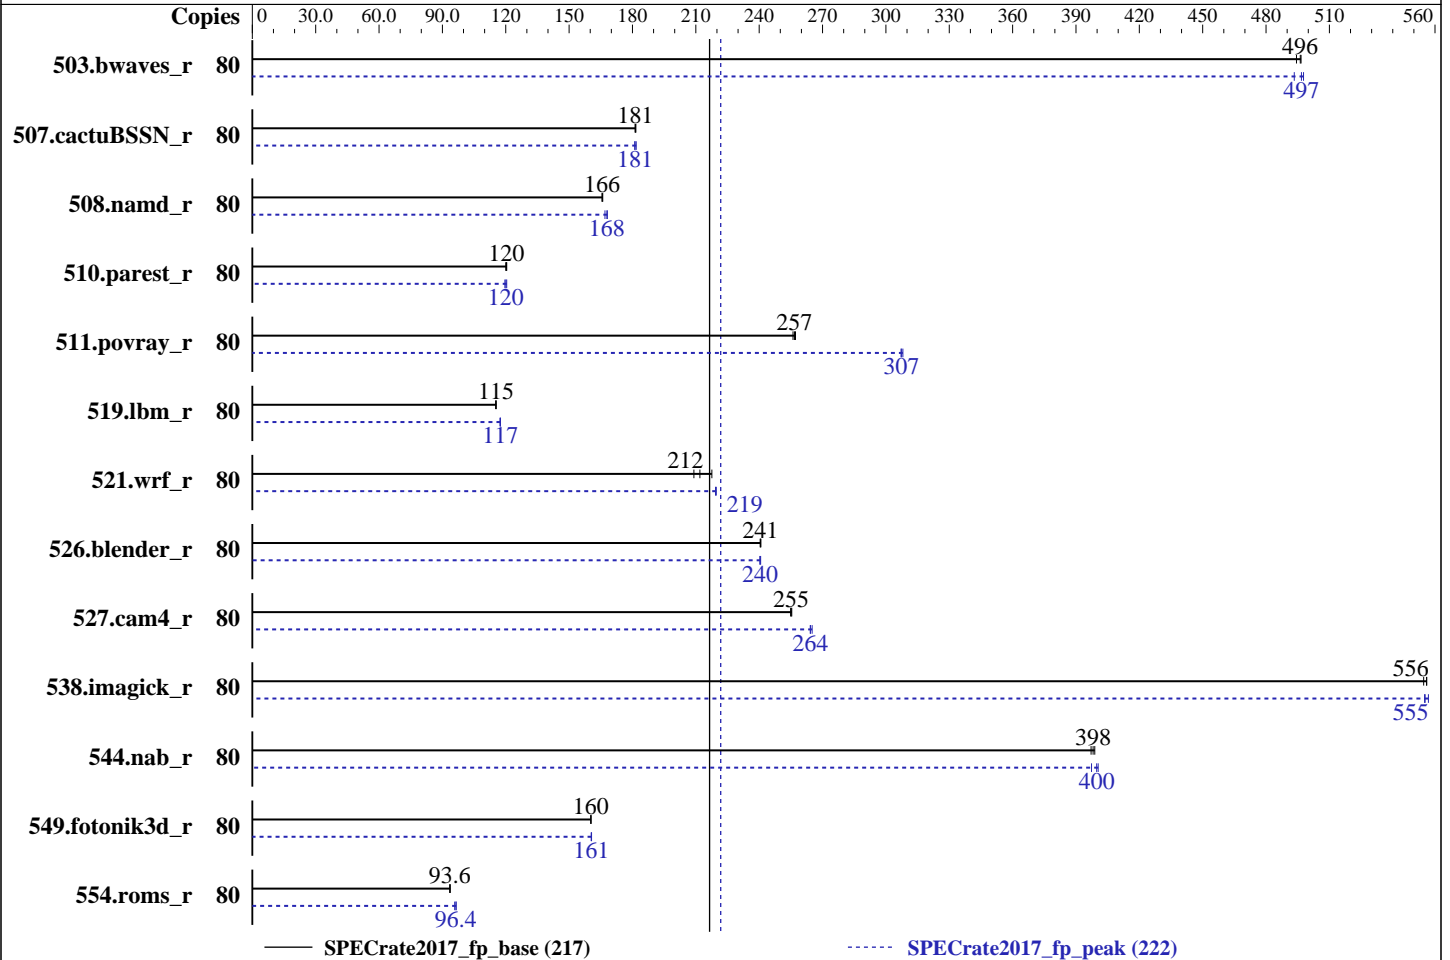 Copies 0 30.0 60.0 90.0 120 150 180 210 240 270 300 330 360 390 420 450 480 510 560
503.bwaves_r 80 496
497
507.cactuBSSN_r 80 181
181
508.namd_r 80 166
168
510.parest_r 80 120
120
511.povray_r 80 257
307
519.lbm_r 80 115
117
521.wrf_r 80 212
219
526.blender_r 80 241
240
527.cam4_r 80 255
264
538.imagick_r 80 556
555
544.nab_r 80 398
400
549.fotonik3d_r 80 160
161
554.roms_r 80 93.6
96.4
SPECrate2017_fp_base (217) SPECrate2017_fp_peak (222)